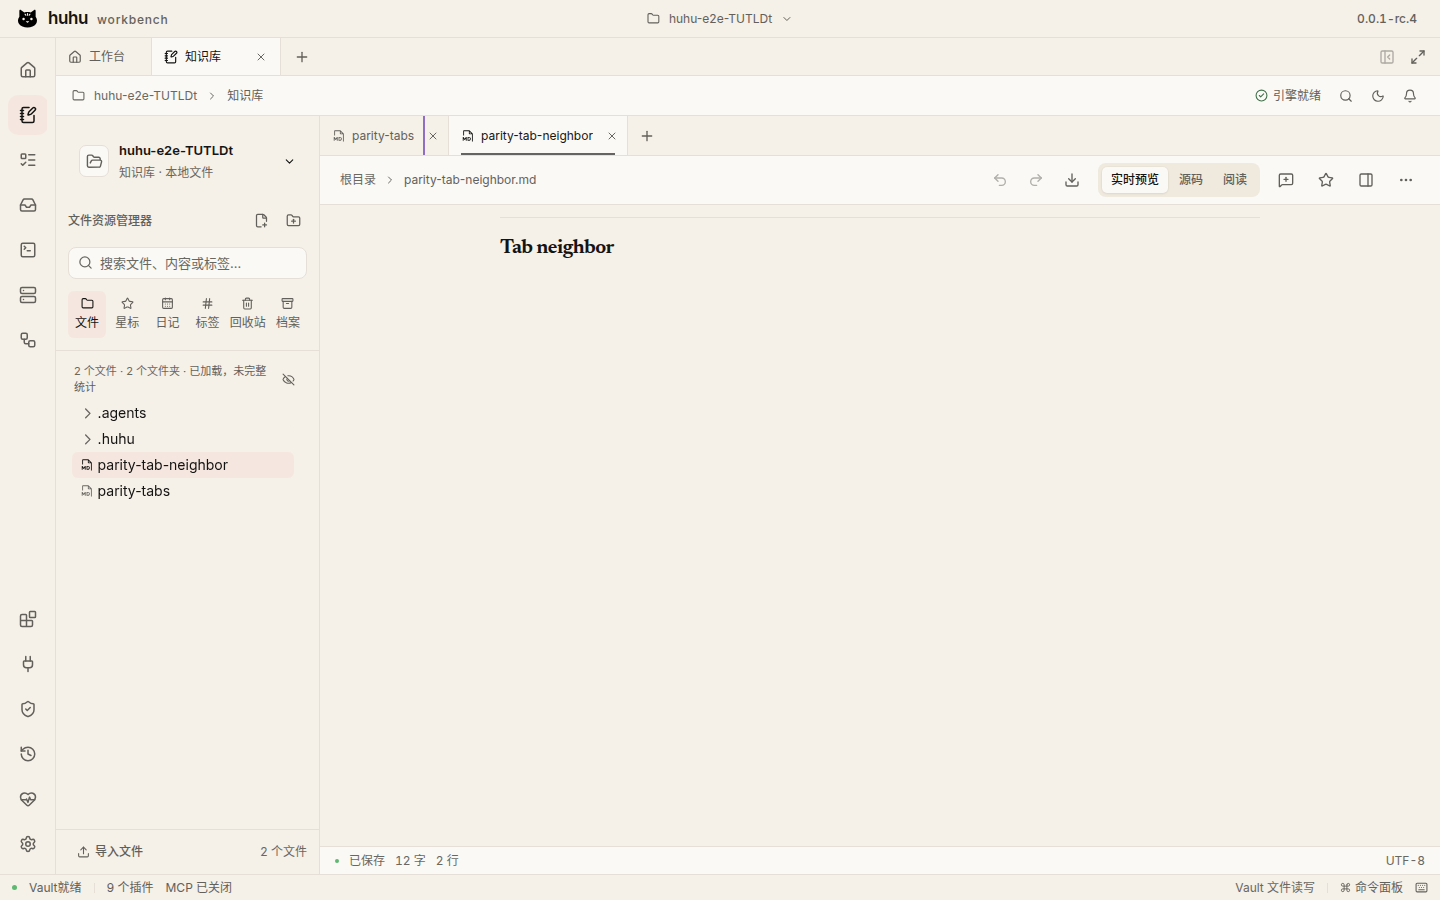 huhu workbench
huhu-e2e-TUTLDt
0.0.1-rc.4
工作台
知识库
huhu-e2e-TUTLDt
知识库
引擎就绪
huhu-e2e-TUTLDt
知识库 · 本地文件
文件资源管理器
搜索文件、内容或标签...
文件
星标
日记
标签
回收站
档案
2 个文件 · 2 个文件夹 · 已加载，未完整
统计
.agents
.huhu
parity-tab-neighbor
parity-tabs
导入文件
2 个文件
parity-tabs
parity-tab-neighbor
根目录
parity-tab-neighbor.md
实时预览
源码
阅读
Tab neighbor
已保存
12 字
2 行
UTF-8
Vault就绪
9 个插件
MCP 已关闭
Vault 文件读写
⌘ 命令面板